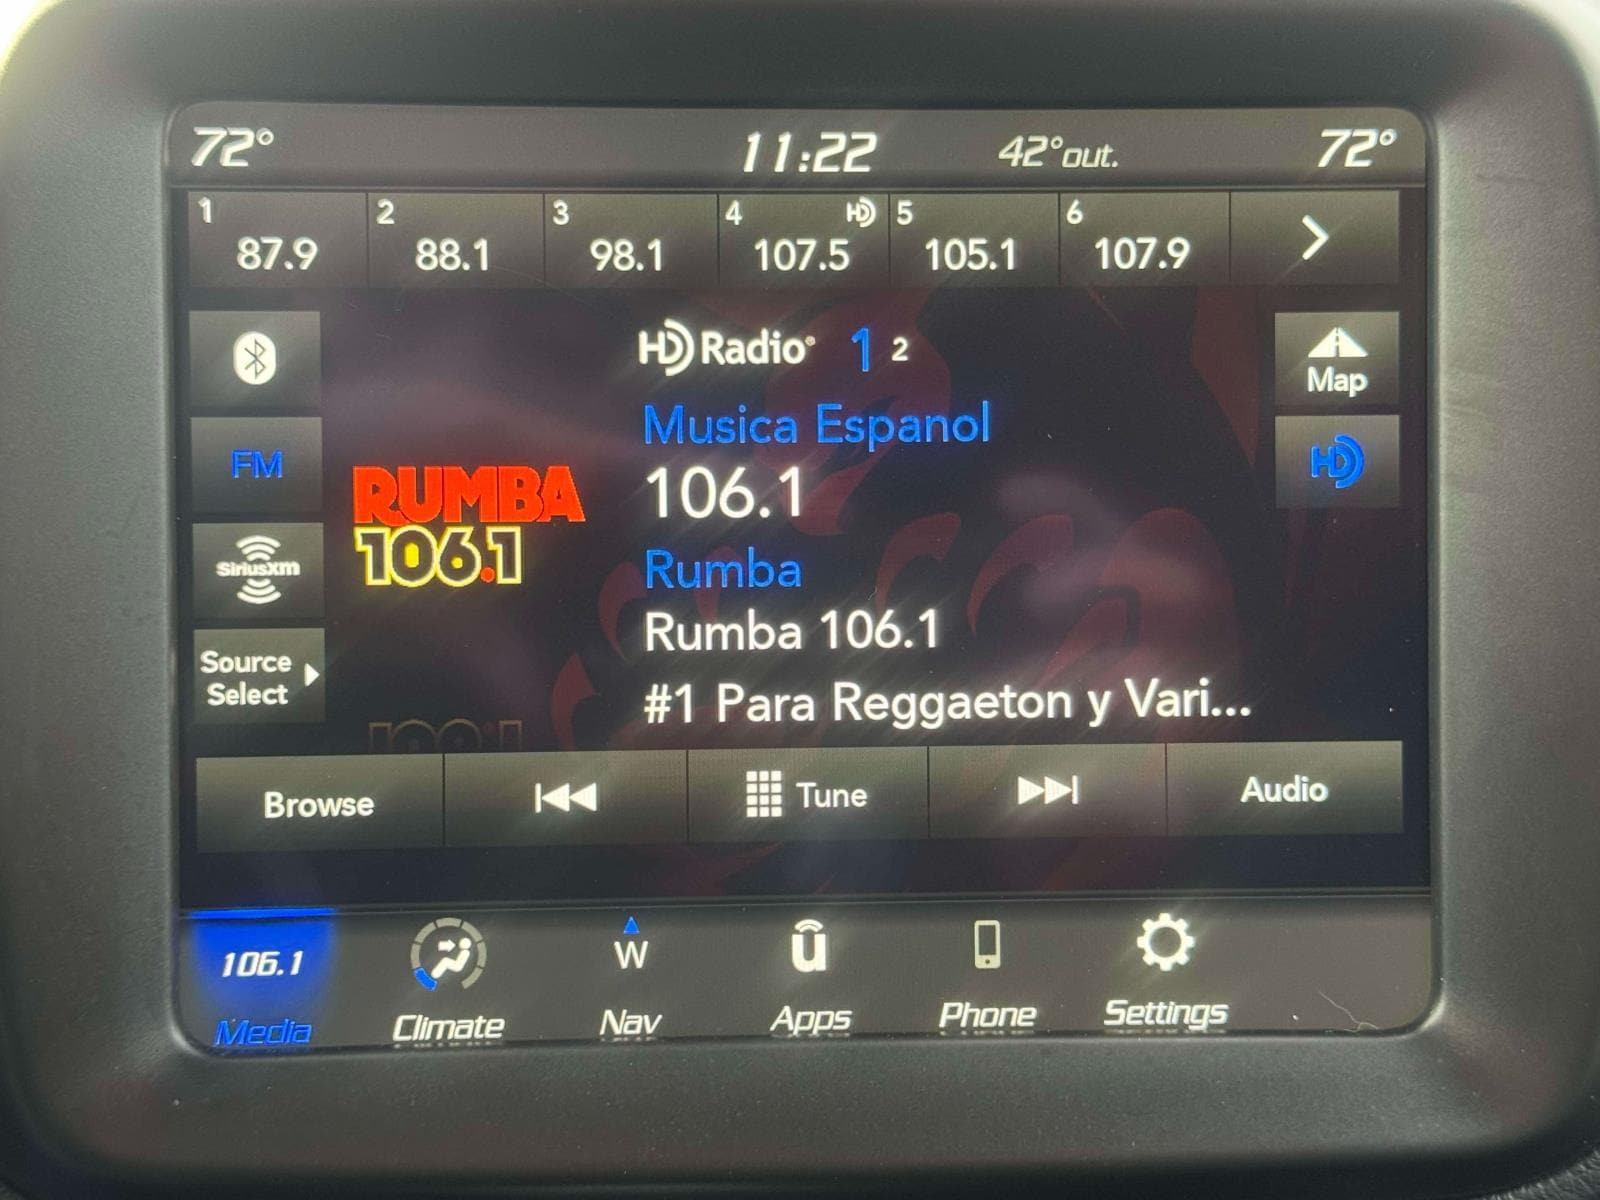 72° 11:22 42°out. 72°
1 2 3 4 HD 5 6
87.9 88.1 98.1 107.5 105.1 107.9
HD Radio® 1 2
Map
Musica Espanol
FM
HD
RUMBA
106.1
106.1
SiriusXm
Rumba
Rumba 106.1
Source
Select
#1 Para Reggaeton y Vari...
Browse Tune Audio
106.1 W û
Media Climate Nav Apps Phone Settings